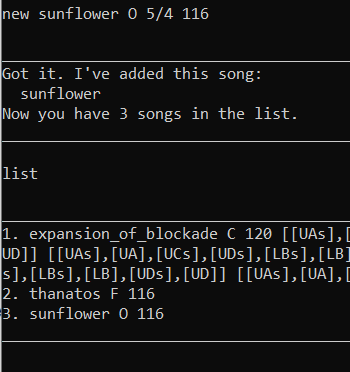 new sunflower O 5/4 116
Got it. I've added this song:
sunflower
Now you have 3 songs in the list.
list
1. expansion_of_blockade C 120 [[UAs],[
UD]] [[UAs],[UA],[UCs],[UDs],[LBs],[LB]
s],[LBs],[LB],[UDs],[UD]] [[UAs],[UA],[
2. thanatos F 116
3. sunflower O 116